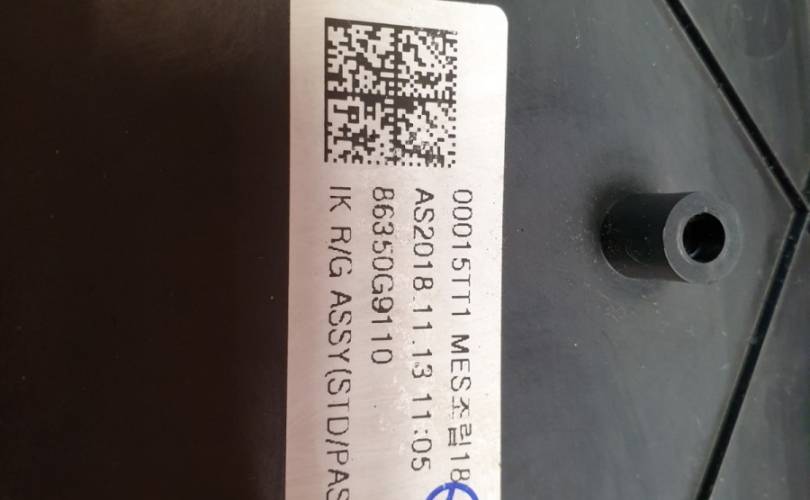 00015TT1 MES조립18
AS2018.11.13 11:05
86350G9110
IK R/G ASSY(STD/PAS